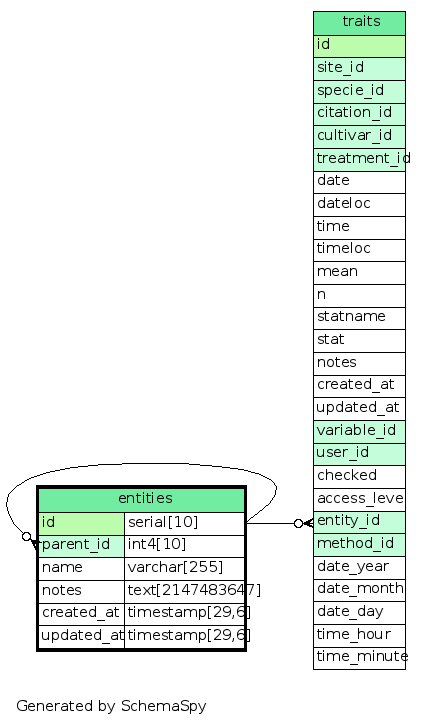 traits
id
site_id
specie_id
citation_id
cultivar_id
treatment_id
date
dateloc
time
timeloc
mean
n
statname
stat
notes
created_at
updated_at
variable_id
user_id
checked
access_leve
entity_id
method_id
date_year
date_month
date_day
time_hour
time_minute
entities
id serial[10]
parent_id int4[10]
name varchar[255]
notes text[2147483647]
created_at timestamp[29,6]
updated_at timestamp[29,6]
Generated by SchemaSpy